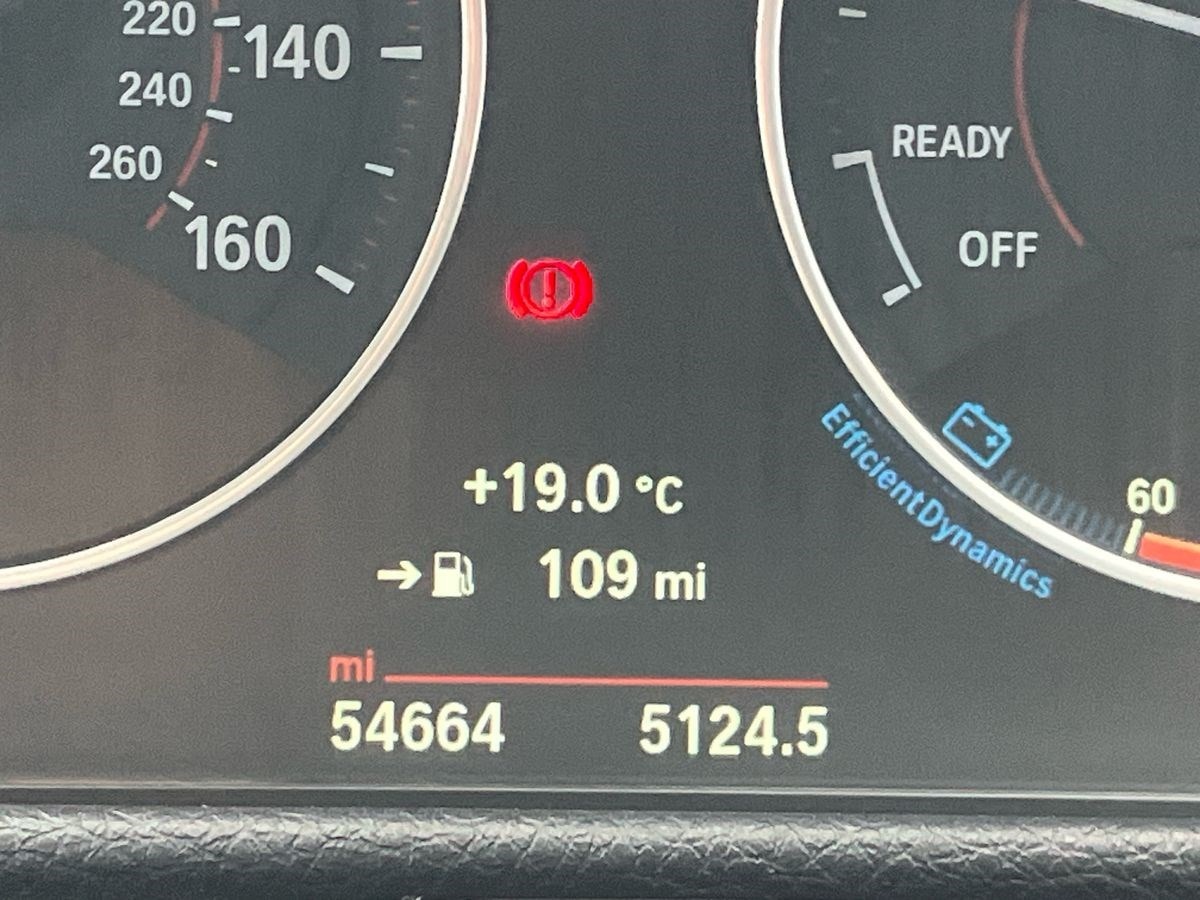 220
140
240
260
160
READY
OFF
+19.0 °C
EfficientDynamics
60
→ 109 mi
mi
54664 5124.5